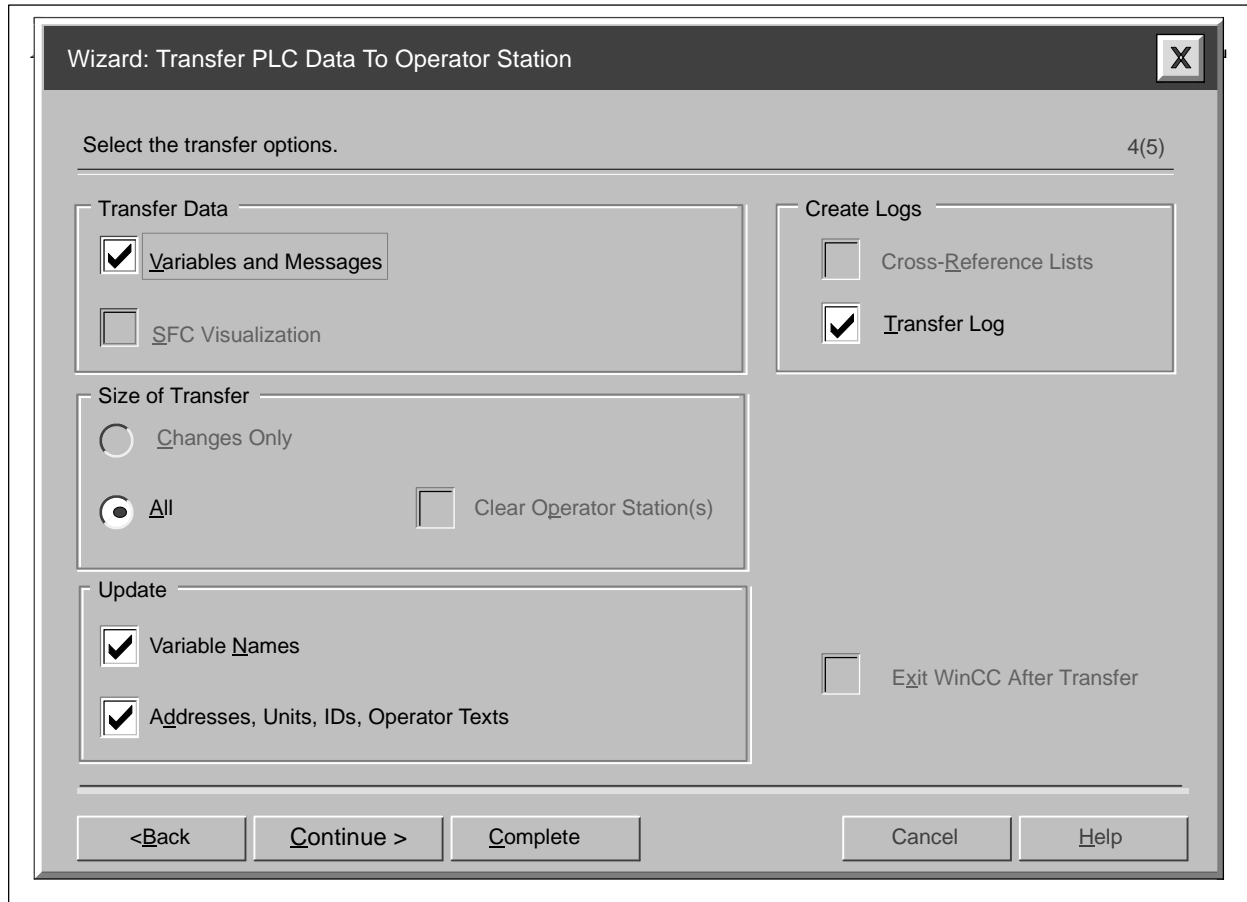 Wizard: Transfer PLC Data To Operator Station
X
Select the transfer options.
4(5)
Transfer Data
Variables and Messages
SFC Visualization
Create Logs
Cross-Reference Lists
Transfer Log
Size of Transfer
Changes Only
All
Clear Operator Station(s)
Update
Variable Names
Addresses, Units, IDs, Operator Texts
Exit WinCC After Transfer
<Back
Continue >
Complete
Cancel
Help